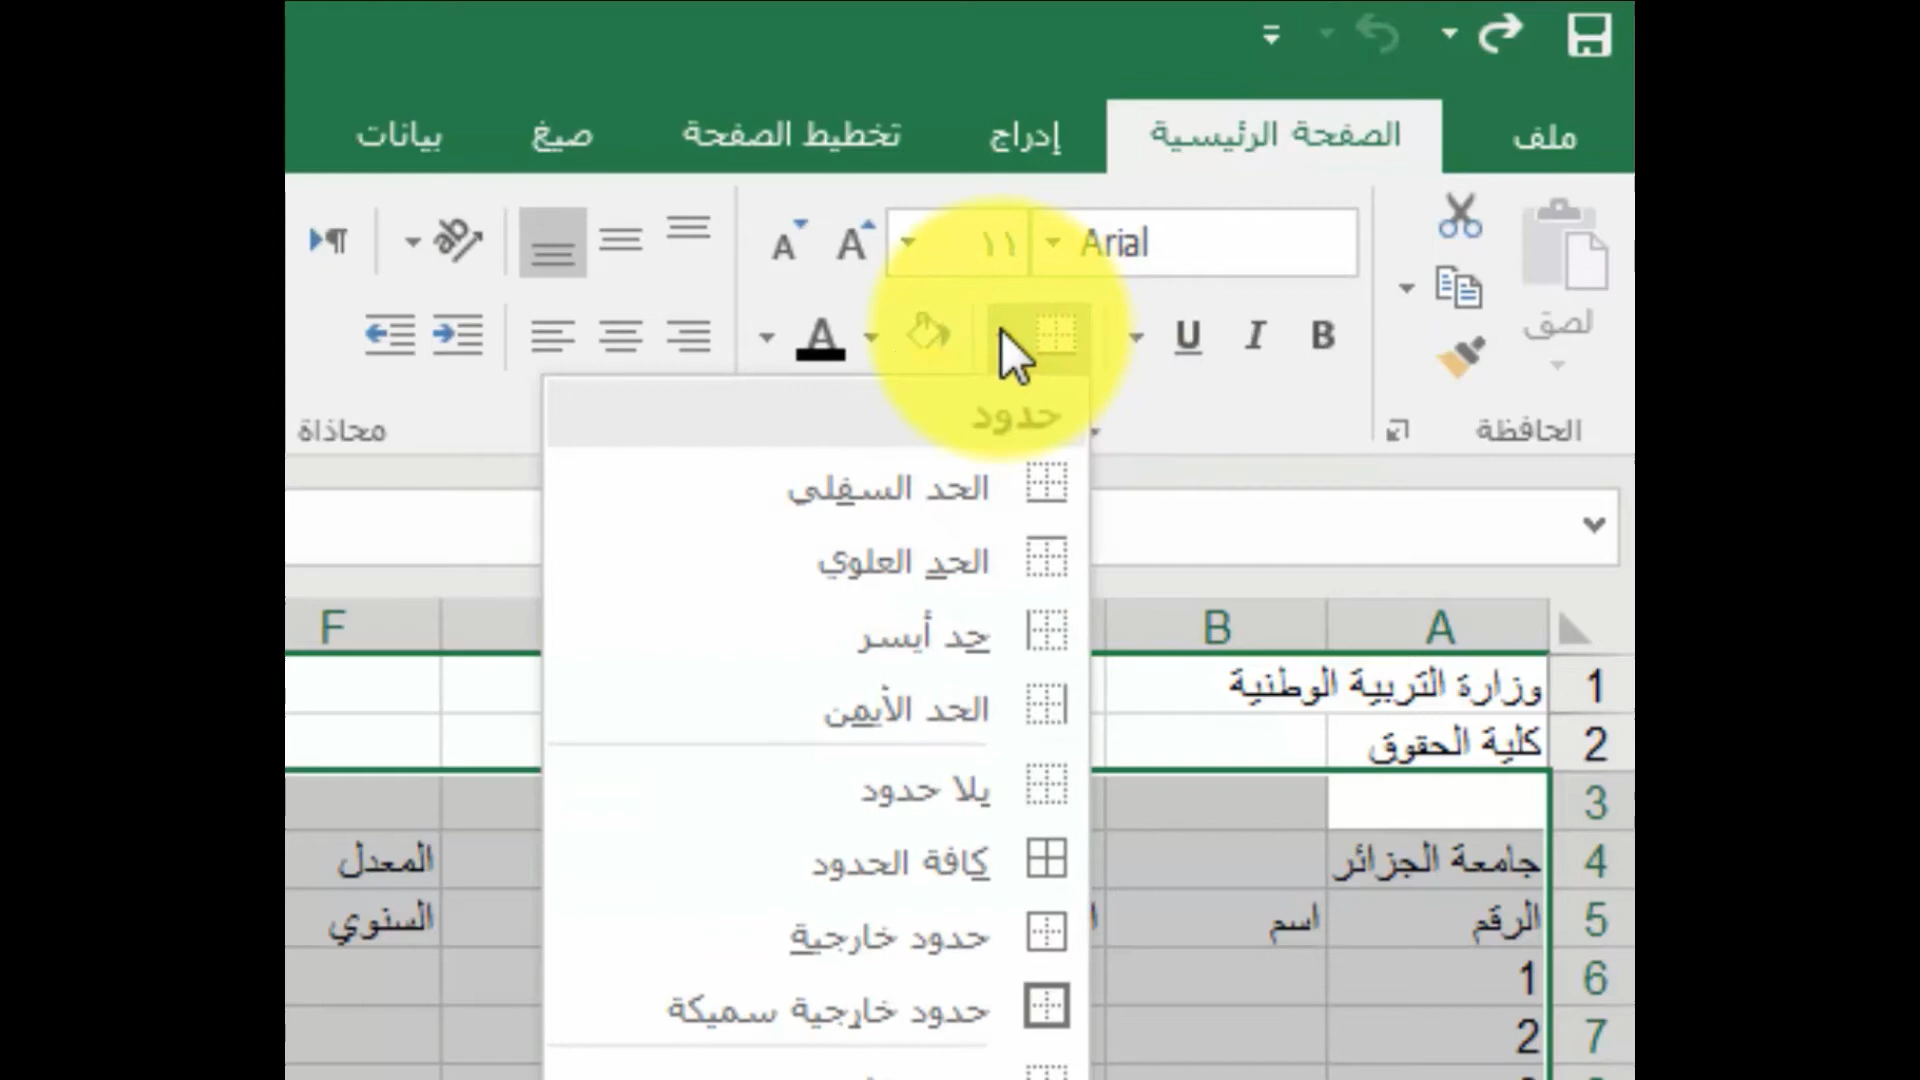 ملف الصفحة الرئيسية إدراج تخطيط الصفحة صيغ بيانات
Arial ١١ A A ab
لصق B I U A
الحافظة محاذاة
حدود
الحد السفلي
الحد العلوي
حد أيسر
الحد الأيمن
بلا حدود
كافة الحدود
حدود خارجية
حدود خارجية سميكة
A B F
1 وزارة التربية الوطنية
2 كلية الحقوق
3
4 جامعة الجزائر المعدل
5 الرقم اسم السنوي
6 1
7 2